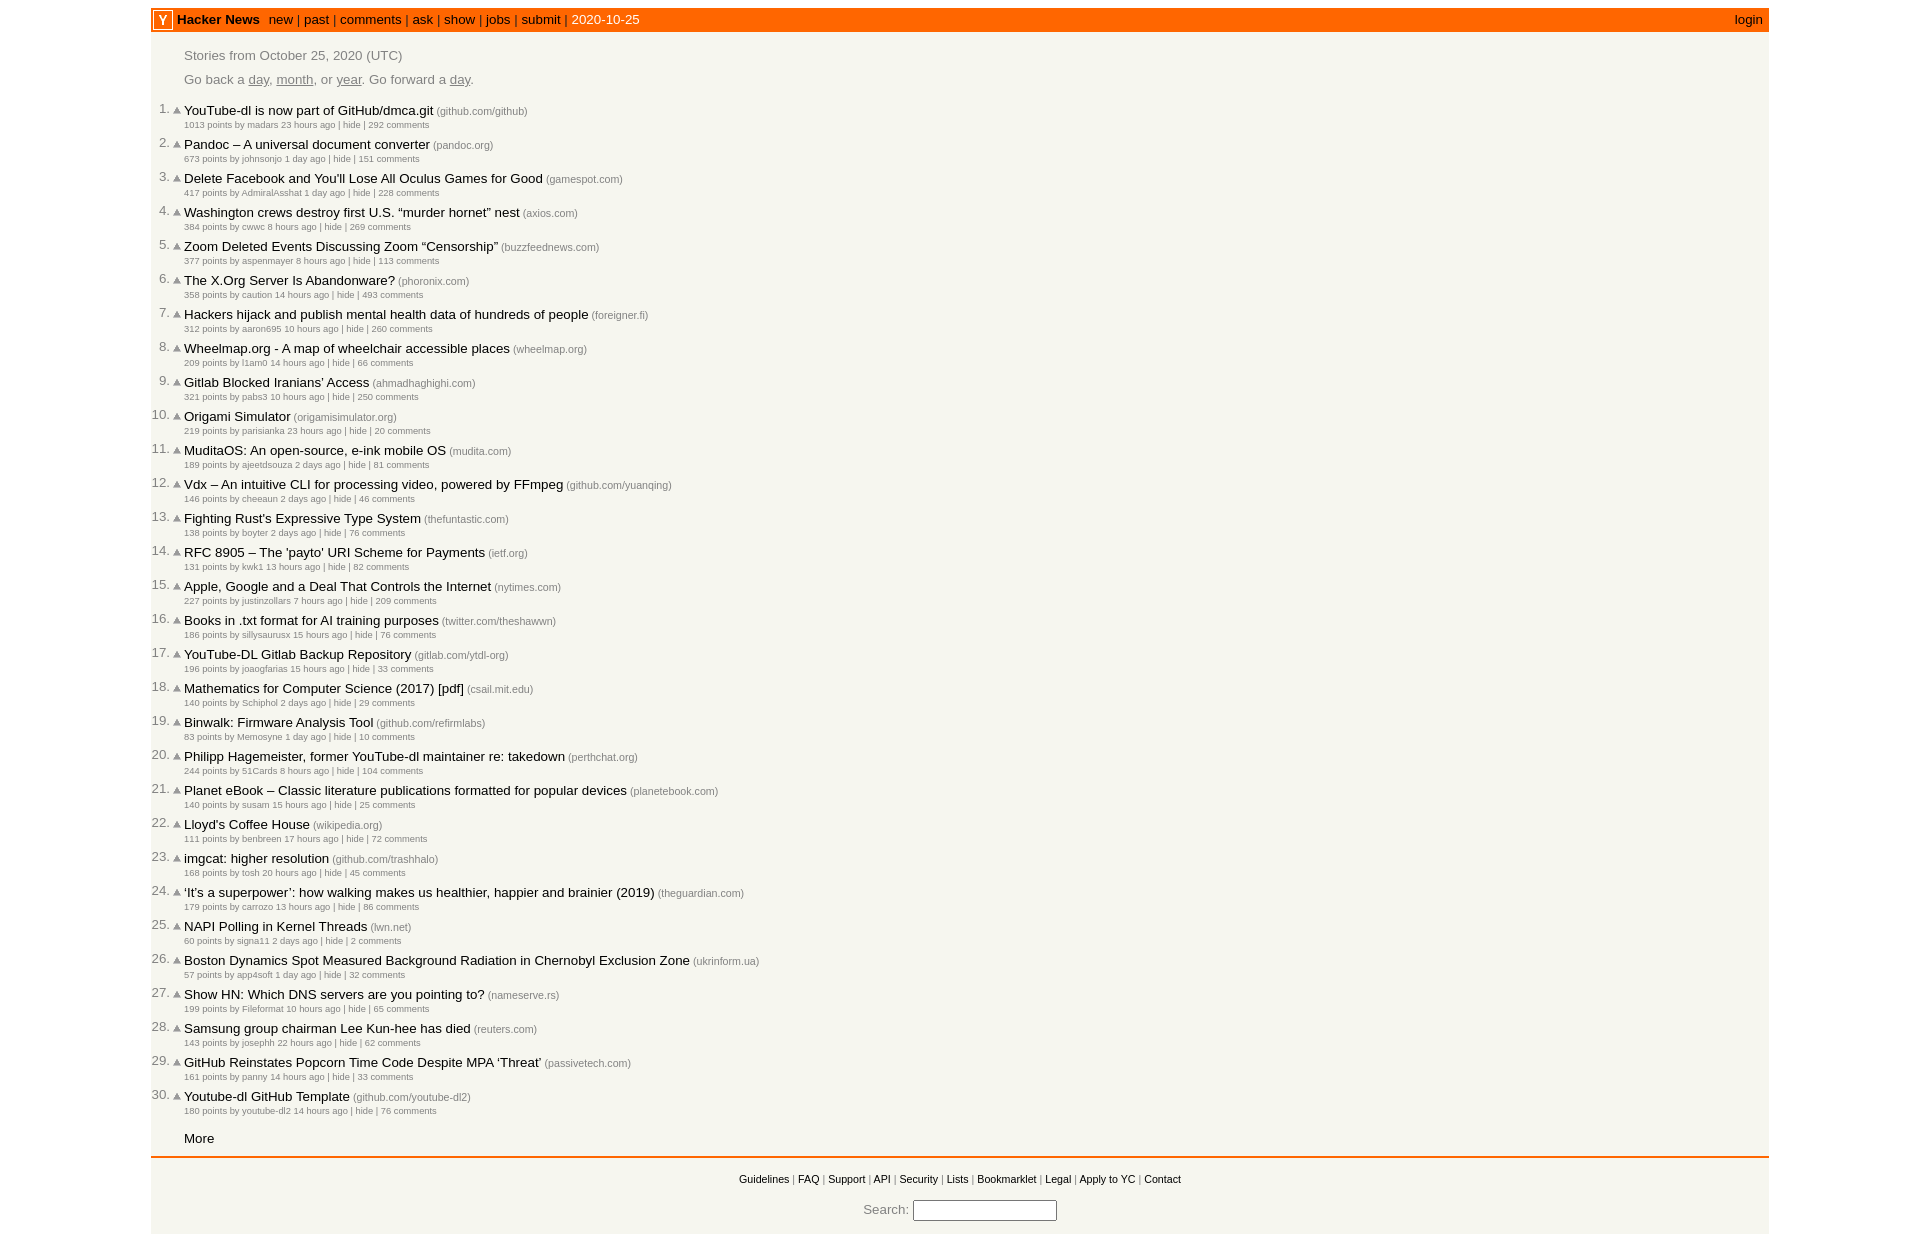 Y Hacker News new | past | comments | ask | show | jobs | submit | 2020-10-25 login
Stories from October 25, 2020 (UTC)
Go back a day, month, or year. Go forward a day.
1. YouTube-dl is now part of GitHub/dmca.git (github.com/github)
1013 points by madars 23 hours ago | hide | 292 comments
2. Pandoc – A universal document converter (pandoc.org)
673 points by johnsonjo 1 day ago | hide | 151 comments
3. Delete Facebook and You'll Lose All Oculus Games for Good (gamespot.com)
417 points by AdmiralAsshat 1 day ago | hide | 228 comments
4. Washington crews destroy first U.S. “murder hornet” nest (axios.com)
384 points by cwwc 8 hours ago | hide | 269 comments
5. Zoom Deleted Events Discussing Zoom “Censorship” (buzzfeednews.com)
377 points by aspenmayer 8 hours ago | hide | 113 comments
6. The X.Org Server Is Abandonware? (phoronix.com)
358 points by caution 14 hours ago | hide | 493 comments
7. Hackers hijack and publish mental health data of hundreds of people (foreigner.fi)
312 points by aaron695 10 hours ago | hide | 260 comments
8. Wheelmap.org - A map of wheelchair accessible places (wheelmap.org)
209 points by l1am0 14 hours ago | hide | 66 comments
9. Gitlab Blocked Iranians’ Access (ahmadhaghighi.com)
321 points by pabs3 10 hours ago | hide | 250 comments
10. Origami Simulator (origamisimulator.org)
219 points by parisianka 23 hours ago | hide | 20 comments
11. MuditaOS: An open-source, e-ink mobile OS (mudita.com)
189 points by ajeetdsouza 2 days ago | hide | 81 comments
12. Vdx – An intuitive CLI for processing video, powered by FFmpeg (github.com/yuanqing)
146 points by cheeaun 2 days ago | hide | 46 comments
13. Fighting Rust's Expressive Type System (thefuntastic.com)
138 points by boyter 2 days ago | hide | 76 comments
14. RFC 8905 – The 'payto' URI Scheme for Payments (ietf.org)
131 points by kwk1 13 hours ago | hide | 82 comments
15. Apple, Google and a Deal That Controls the Internet (nytimes.com)
227 points by justinzollars 7 hours ago | hide | 209 comments
16. Books in .txt format for AI training purposes (twitter.com/theshawwn)
186 points by sillysaurusx 15 hours ago | hide | 76 comments
17. YouTube-DL Gitlab Backup Repository (gitlab.com/ytdl-org)
196 points by joaogfarias 15 hours ago | hide | 33 comments
18. Mathematics for Computer Science (2017) [pdf] (csail.mit.edu)
140 points by Schiphol 2 days ago | hide | 29 comments
19. Binwalk: Firmware Analysis Tool (github.com/refirmlabs)
83 points by Memosyne 1 day ago | hide | 10 comments
20. Philipp Hagemeister, former YouTube-dl maintainer re: takedown (perthchat.org)
244 points by 51Cards 8 hours ago | hide | 104 comments
21. Planet eBook – Classic literature publications formatted for popular devices (planetebook.com)
140 points by susam 15 hours ago | hide | 25 comments
22. Lloyd's Coffee House (wikipedia.org)
111 points by benbreen 17 hours ago | hide | 72 comments
23. imgcat: higher resolution (github.com/trashhalo)
168 points by tosh 20 hours ago | hide | 45 comments
24. ‘It’s a superpower’: how walking makes us healthier, happier and brainier (2019) (theguardian.com)
179 points by carrozo 13 hours ago | hide | 86 comments
25. NAPI Polling in Kernel Threads (lwn.net)
60 points by signa11 2 days ago | hide | 2 comments
26. Boston Dynamics Spot Measured Background Radiation in Chernobyl Exclusion Zone (ukrinform.ua)
57 points by app4soft 1 day ago | hide | 32 comments
27. Show HN: Which DNS servers are you pointing to? (nameserve.rs)
199 points by Fileformat 10 hours ago | hide | 65 comments
28. Samsung group chairman Lee Kun-hee has died (reuters.com)
143 points by josephh 22 hours ago | hide | 62 comments
29. GitHub Reinstates Popcorn Time Code Despite MPA ‘Threat’ (passivetech.com)
161 points by panny 14 hours ago | hide | 33 comments
30. Youtube-dl GitHub Template (github.com/youtube-dl2)
180 points by youtube-dl2 14 hours ago | hide | 76 comments
More
Guidelines | FAQ | Support | API | Security | Lists | Bookmarklet | Legal | Apply to YC | Contact
Search: